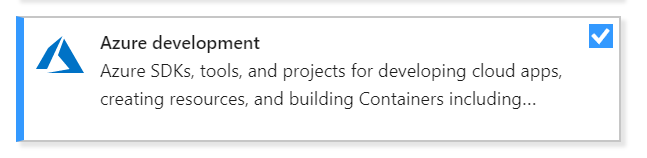 Azure development
Azure SDKs, tools, and projects for developing cloud apps,
creating resources, and building Containers including...